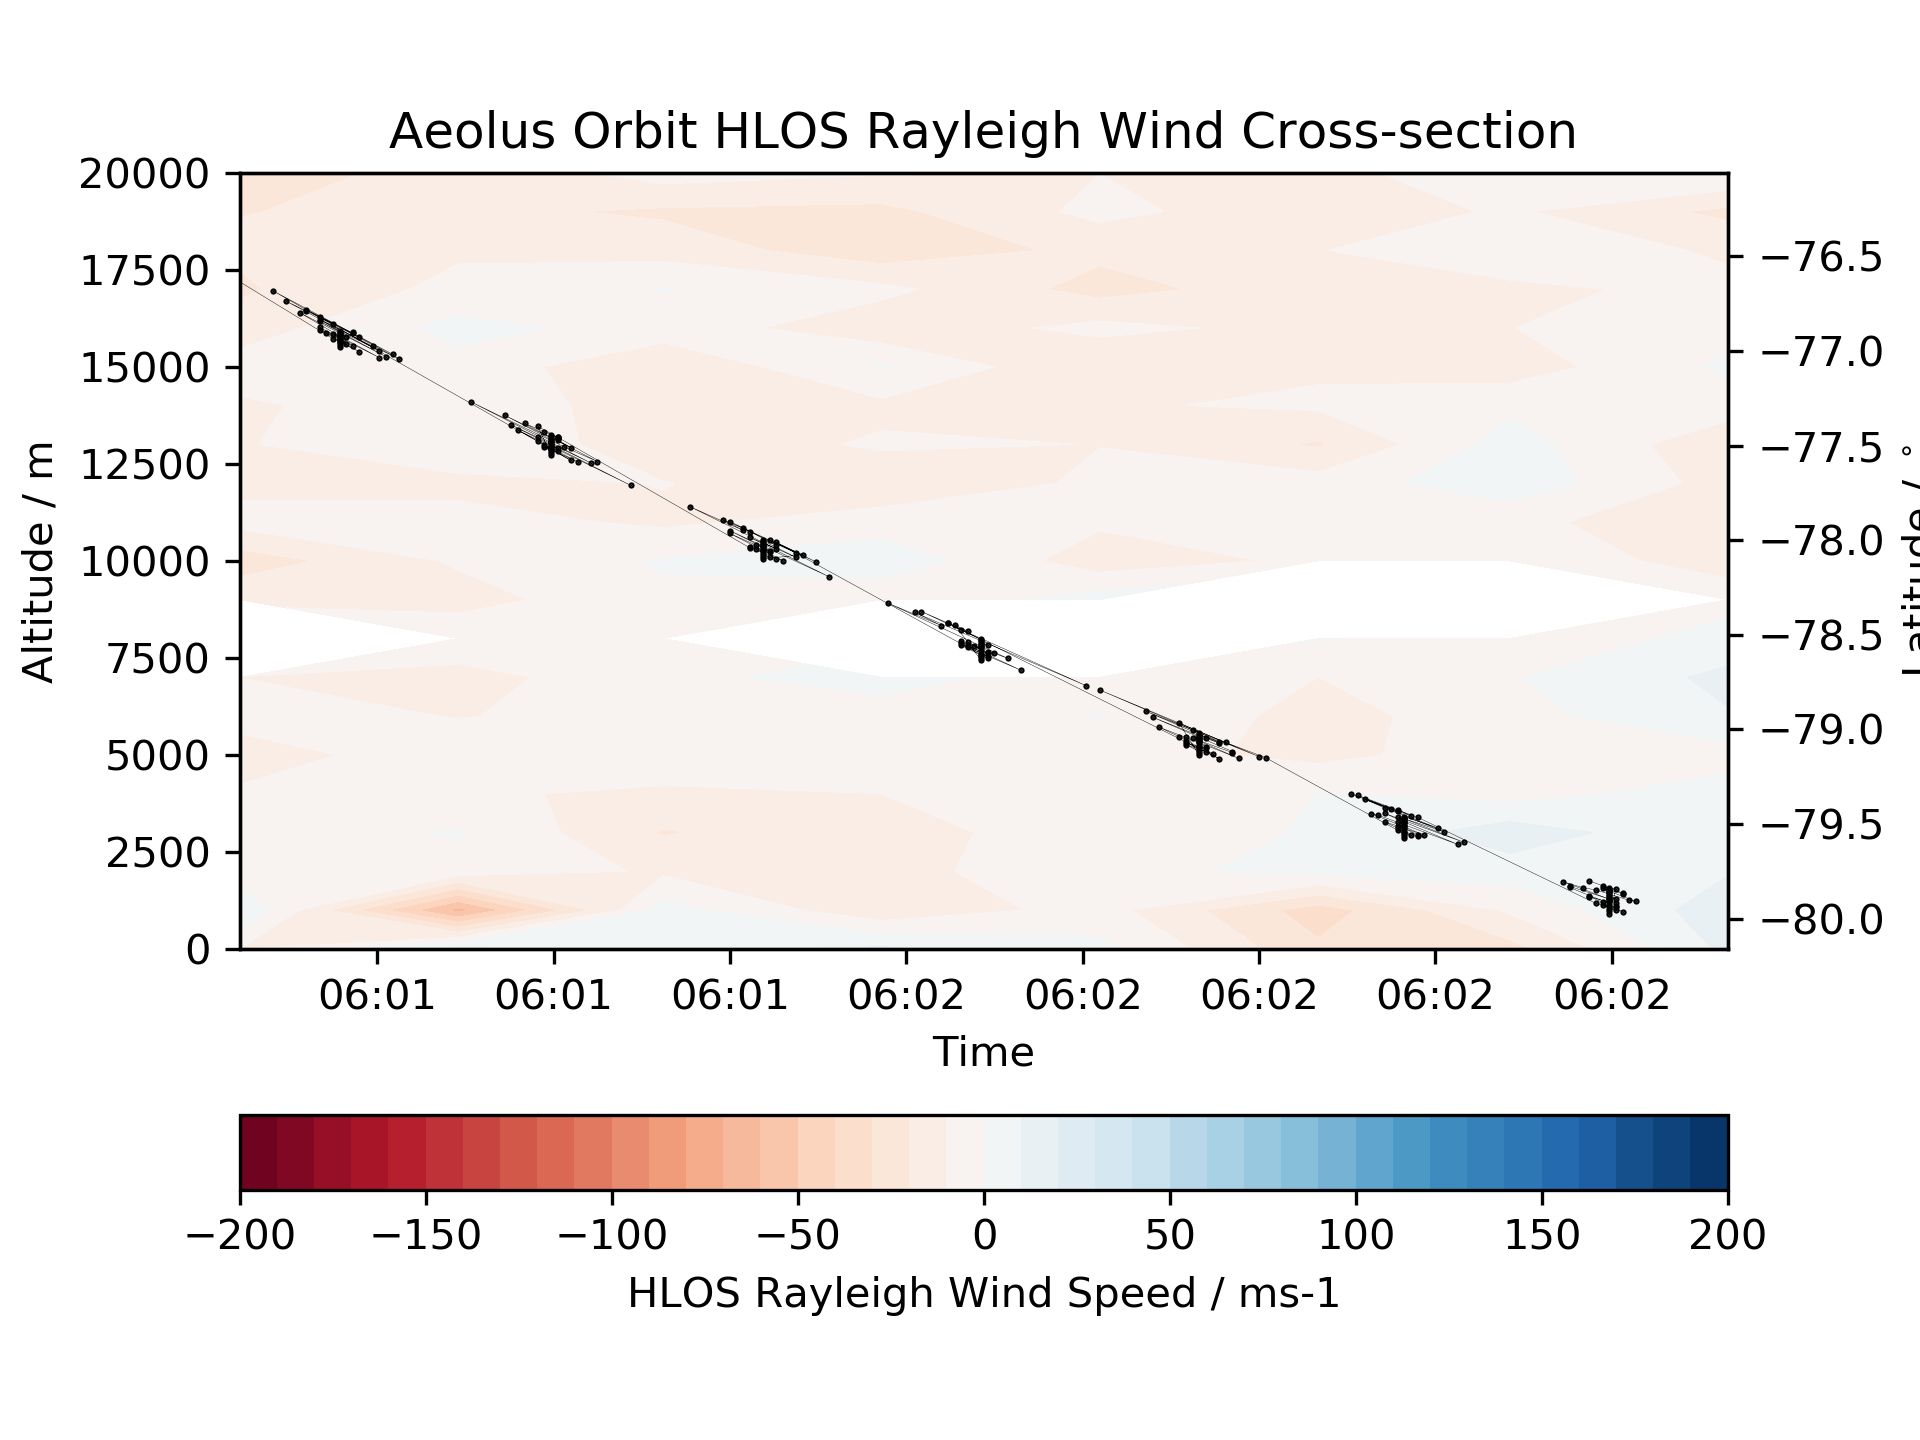 Aeolus Orbit HLOS Rayleigh Wind Cross-section
20000
17500
15000
12500
10000
7500
5000
2500
0
Altitude / m
−76.5
−77.0
−77.5
−78.0
−78.5
−79.0
−79.5
−80.0
Latitude / °
06:01 06:01 06:01 06:02 06:02 06:02 06:02 06:02
Time
−200 −150 −100 −50 0 50 100 150 200
HLOS Rayleigh Wind Speed / ms-1